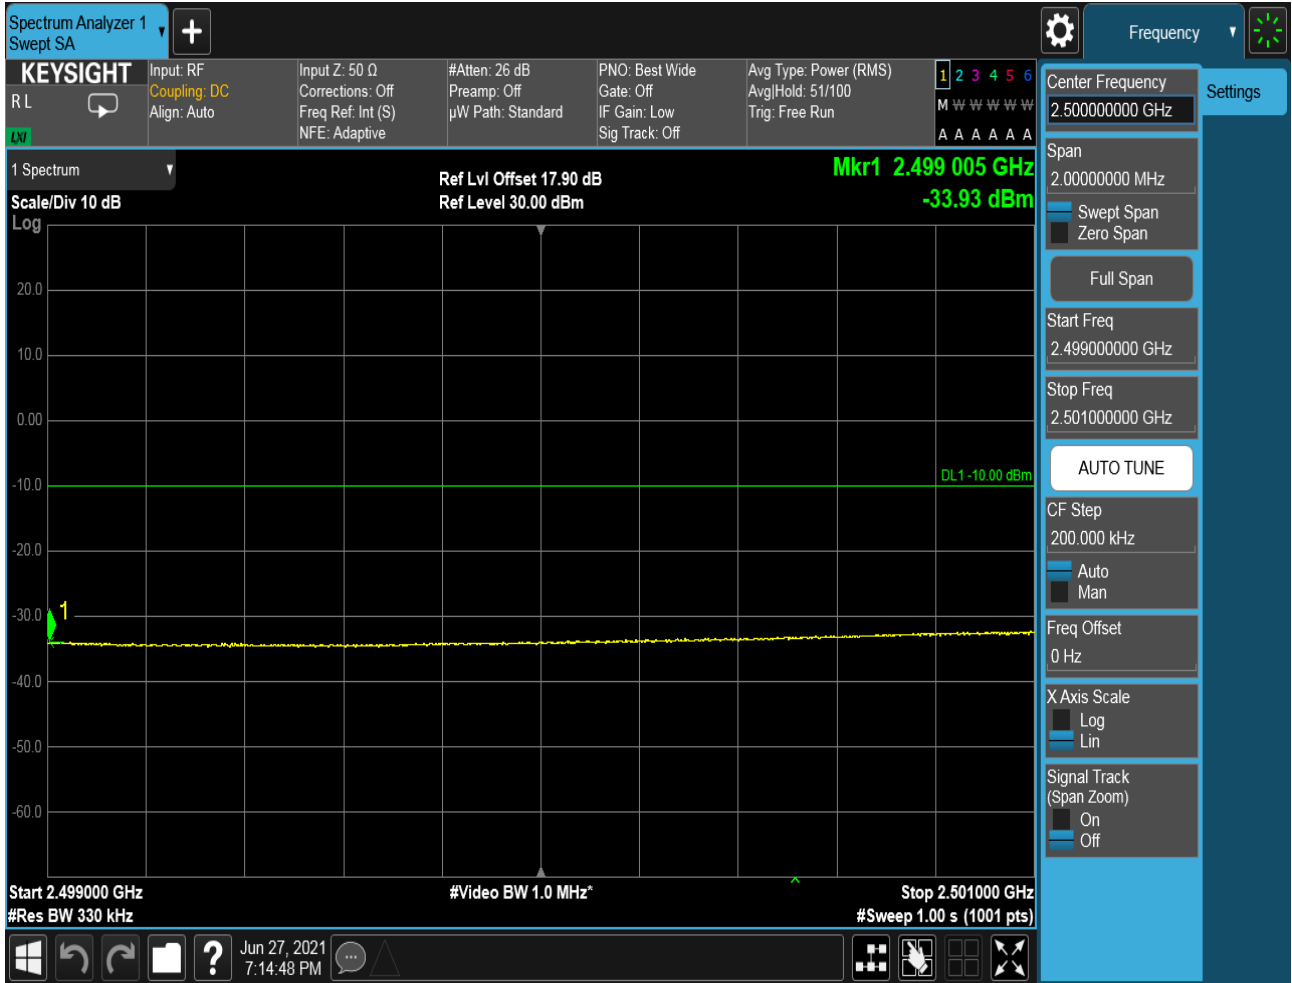 Spectrum Analyzer 1
Swept SA
+
Frequency
KEYSIGHT
R L
LXI
Input: RF
Coupling: DC
Align: Auto
Input Z: 50 Ω
Corrections: Off
Freq Ref: Int (S)
NFE: Adaptive
#Atten: 26 dB
Preamp: Off
µW Path: Standard
PNO: Best Wide
Gate: Off
IF Gain: Low
Sig Track: Off
Avg Type: Power (RMS)
Avg|Hold: 51/100
Trig: Free Run
1 2 3 4 5 6
M W W W W W
A A A A A A
Center Frequency
2.500000000 GHz
Settings
Span
2.00000000 MHz
Swept Span
Zero Span
Full Span
Start Freq
2.499000000 GHz
Stop Freq
2.501000000 GHz
AUTO TUNE
CF Step
200.000 kHz
Auto
Man
Freq Offset
0 Hz
X Axis Scale
Log
Lin
Signal Track
(Span Zoom)
On
Off
1 Spectrum
Scale/Div 10 dB
Log
Ref Lvl Offset 17.90 dB
Ref Level 30.00 dBm
Mkr1 2.499 005 GHz
-33.93 dBm
20.0
10.0
0.00
-10.0
DL1 -10.00 dBm
-20.0
-30.0
1
-40.0
-50.0
-60.0
Start 2.499000 GHz
#Video BW 1.0 MHz*
Stop 2.501000 GHz
#Res BW 330 kHz
#Sweep 1.00 s (1001 pts)
?
Jun 27, 2021
7:14:48 PM